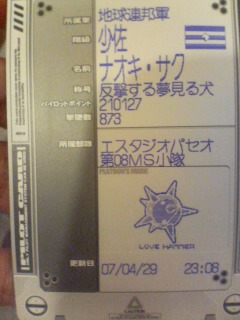 所属軍 地球連邦軍
階級 少佐
名前 ナオキ・サク
称号 反撃する夢見る犬
パイロットポイント 210127
撃墜数 873
所属部隊 エスタジオパセオ
第08MS小隊
PLATOON'S MARK
LOVE HAMMER
更新日 07/04/29 23:08
PILOT CARD
CAUTION